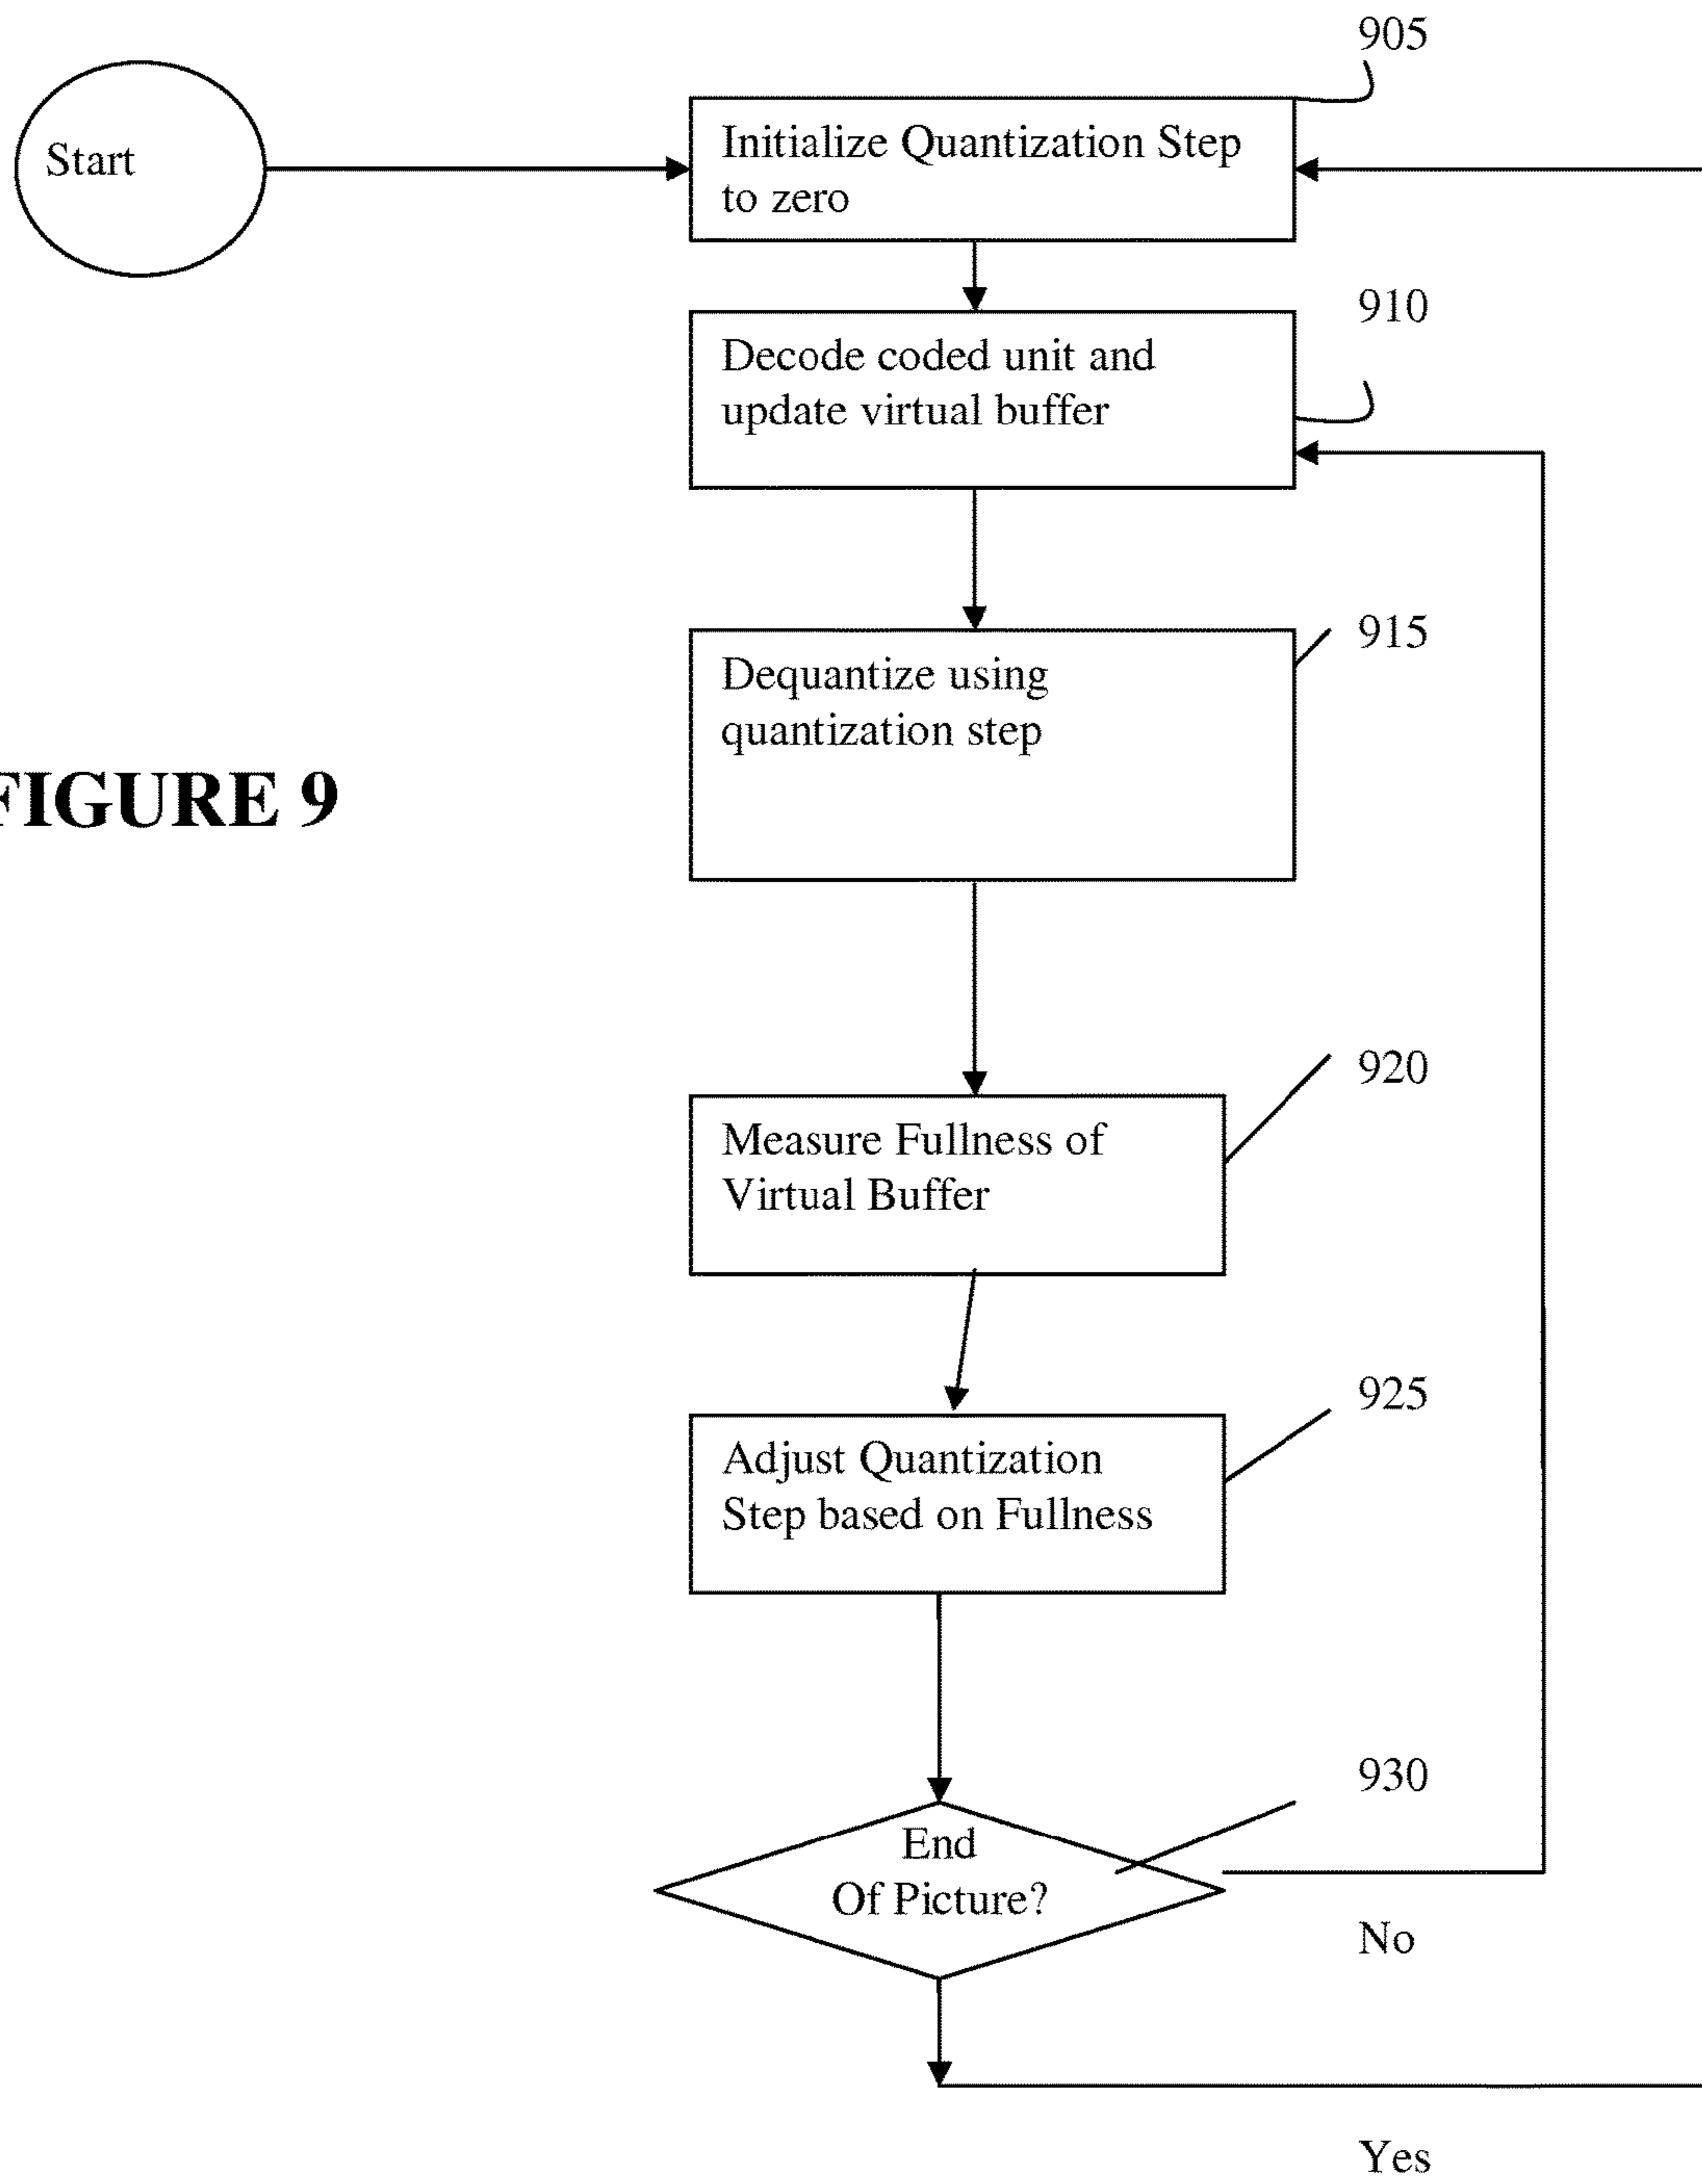 905
Start
Initialize Quantization Step
to zero
910
Decode coded unit and
update virtual buffer
915
Dequantize using
quantization step
FIGURE 9
920
Measure Fullness of
Virtual Buffer
925
Adjust Quantization
Step based on Fullness
930
End
Of Picture?
No
Yes